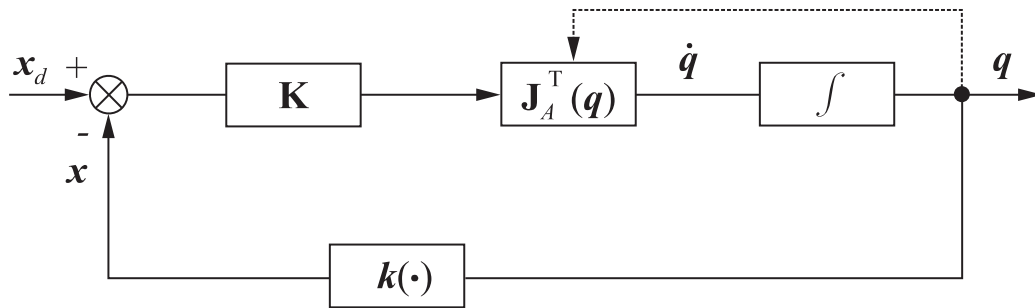 x_d + K J_A^T(q) q̇ ∫ q
-
x
k(·)